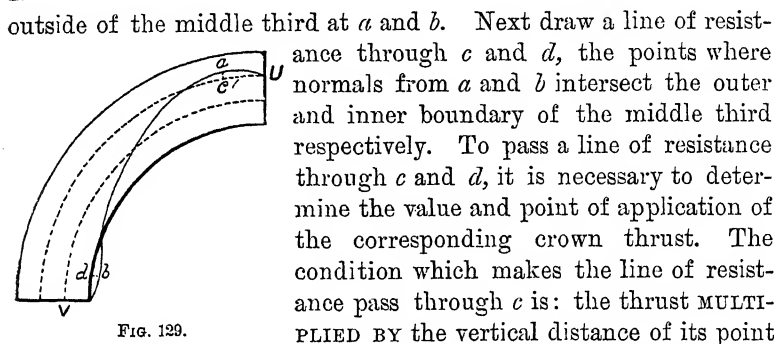 outside of the middle third at a and b. Next draw a line of resist-
ance through c and d, the points where
normals from a and b intersect the outer
and inner boundary of the middle third
respectively. To pass a line of resistance
through c and d, it is necessary to deter-
mine the value and point of application of
the corresponding crown thrust. The
condition which makes the line of resist-
ance pass through c is: the thrust MULTI-
PLIED BY the vertical distance of its point
a
U
c
d
b
V
FIG. 129.